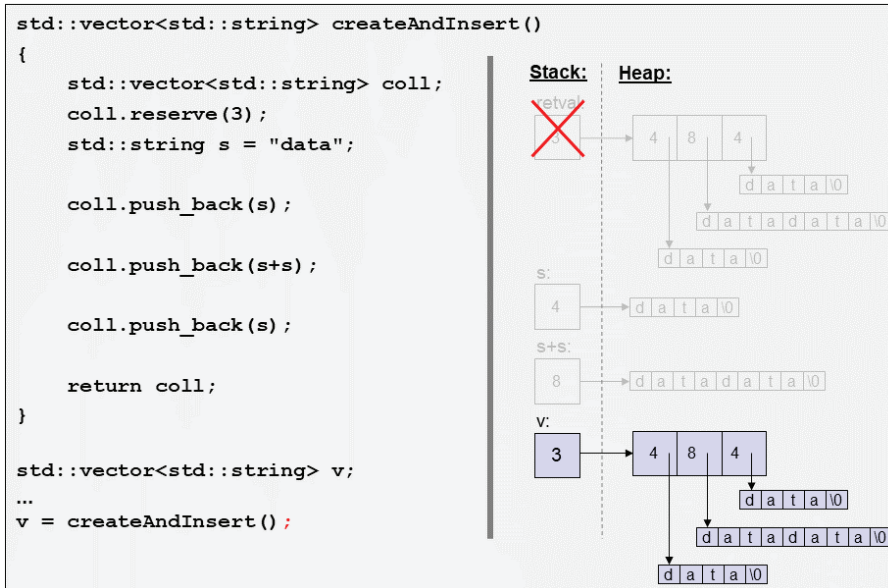 std::vector<std::string> createAndInsert()
{
std::vector<std::string> coll;
coll.reserve(3);
std::string s = "data";
coll.push_back(s);
coll.push_back(s+s);
coll.push_back(s);
return coll;
}
std::vector<std::string> v;
...
v = createAndInsert();
Stack: Heap:
retval:
3 4 8 4
d a t a \0
d a t a d a t a \0
d a t a \0
s:
4 d a t a \0
s+s:
8 d a t a d a t a \0
v:
3 4 8 4
d a t a \0
d a t a d a t a \0
d a t a \0